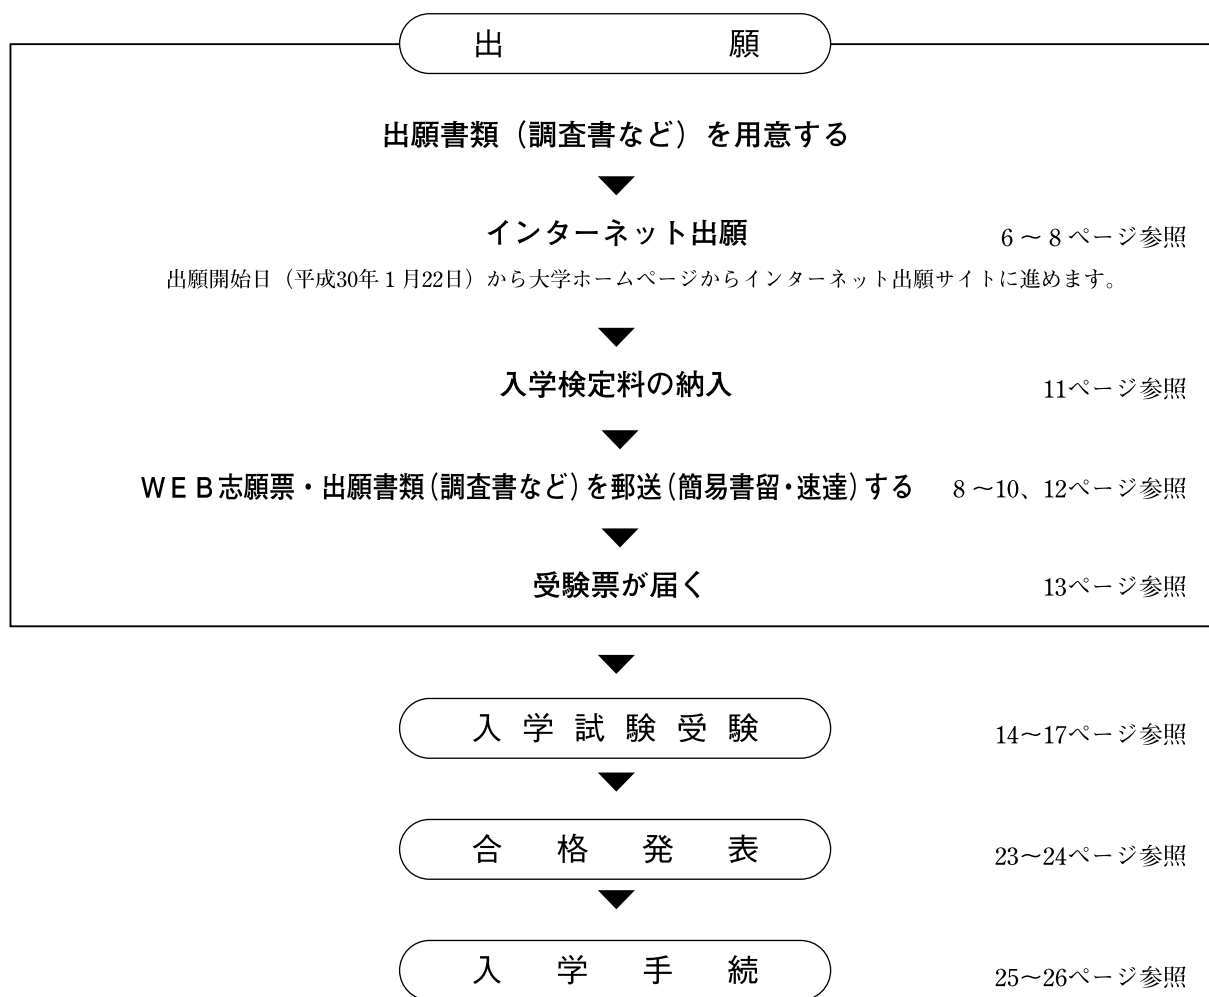 出願
出願書類（調査書など）を用意する
インターネット出願 6～8ページ参照
出願開始日（平成30年1月22日）から大学ホームページからインターネット出願サイトに進めます。
入学検定料の納入 11ページ参照
ＷＥＢ志願票・出願書類（調査書など）を郵送（簡易書留・速達）する 8～10、12ページ参照
受験票が届く 13ページ参照
入学試験受験 14～17ページ参照
合格発表 23～24ページ参照
入学手続 25～26ページ参照